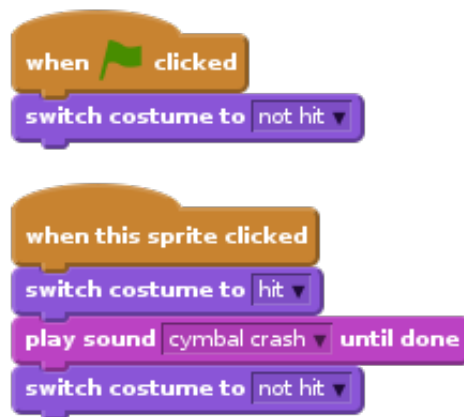 when clicked
switch costume to not hit
when this sprite clicked
switch costume to hit
play sound cymbal crash until done
switch costume to not hit